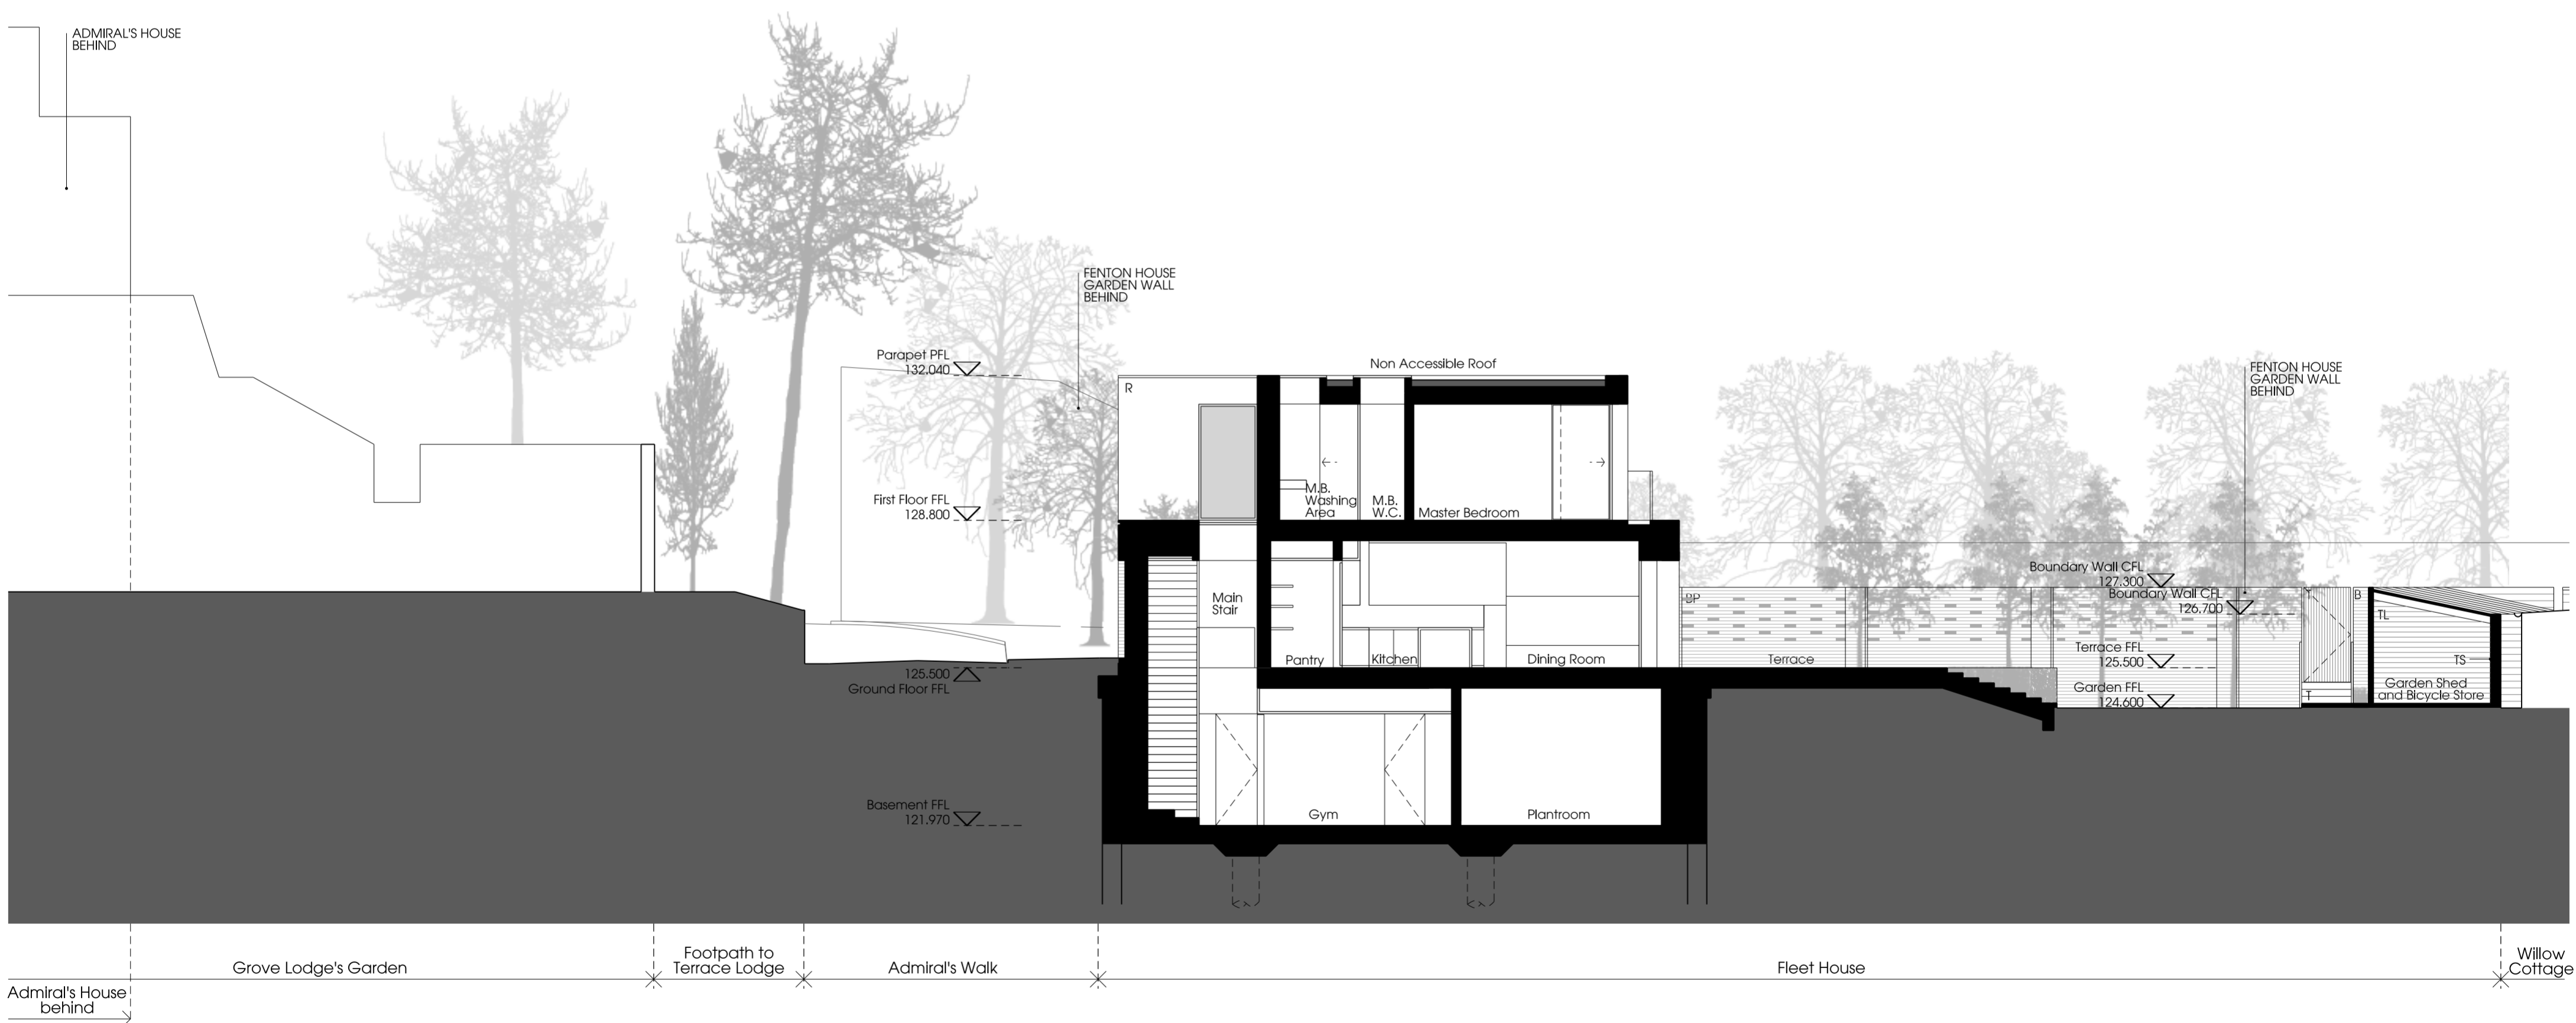 ADMIRAL'S HOUSE
BEHIND
FENTON HOUSE
GARDEN WALL
BEHIND
Parapet PFL
132.040
Non Accessible Roof
FENTON HOUSE
GARDEN WALL
BEHIND
R
First Floor FFL
128.800
M.B.
Washing
Area
M.B.
W.C.
Master Bedroom
Boundary Wall CFL
127.300
Boundary Wall CFL
126.700
Main
Stair
BP
T
B
TL
Pantry
Kitchen
Dining Room
Terrace
Terrace FFL
125.500
TS
125.500
Ground Floor FFL
Garden FFL
124.600
T
Garden Shed
and Bicycle Store
Basement FFL
121.970
Gym
Plantroom
Grove Lodge's Garden
Footpath to
Terrace Lodge
Admiral's Walk
Fleet House
Willow
Cottage
Admiral's House
behind